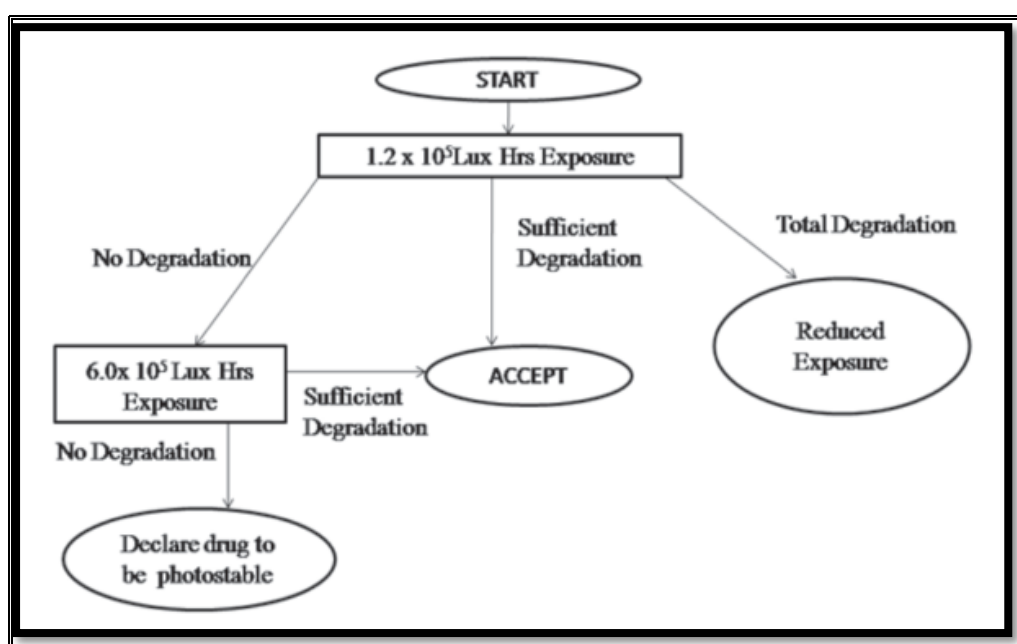 START
1.2 x 10⁵Lux Hrs Exposure
Sufficient
Degradation
Total Degradation
No Degradation
Reduced
Exposure
6.0x 10⁵ Lux Hrs
Exposure
ACCEPT
Sufficient
Degradation
No Degradation
Declare drug to
be photostable